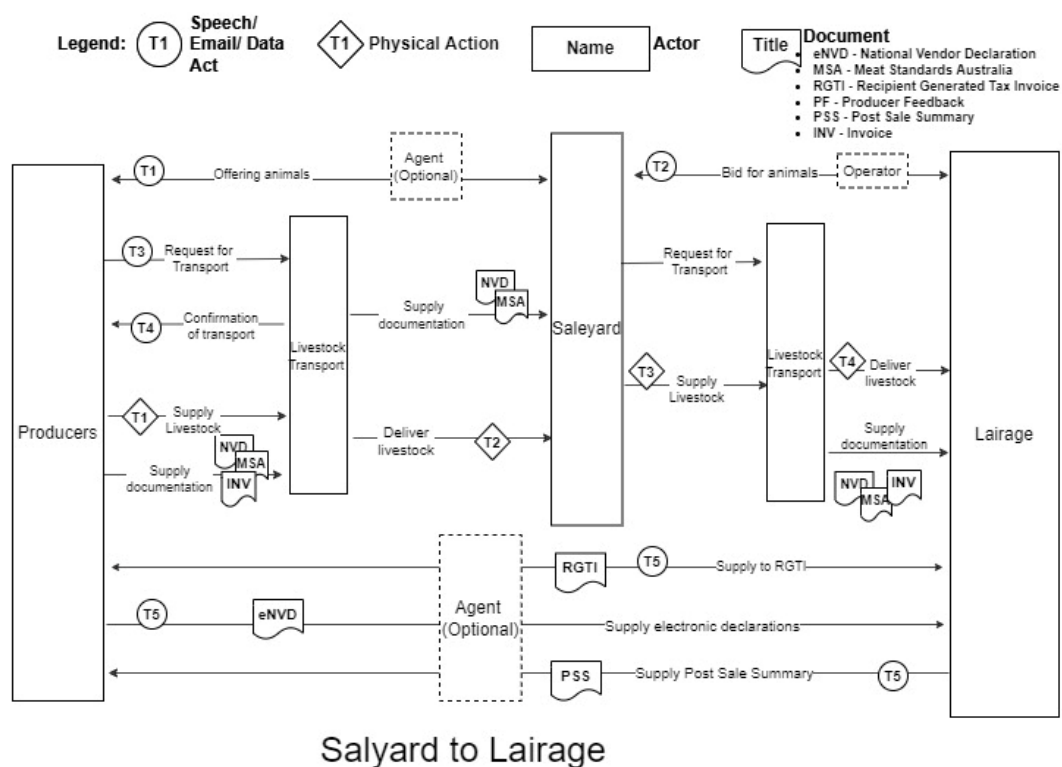 Legend:
T1
Speech/
Email/ Data
Act
T1
Physical Action
Name
Actor
Title
Document
• eNVD - National Vendor Declaration
• MSA - Meat Standards Australia
• RGTI - Recipient Generated Tax Invoice
• PF - Producer Feedback
• PSS - Post Sale Summary
• INV - Invoice
T1
Offering animals
Agent
(Optional)
T2
Bid for animals
Operator
T3
Request for
Transport
NVD
MSA
Supply
documentation
Request for
Transport
T4
Confirmation
of transport
Livestock
Transport
Saleyard
T3
Supply
Livestock
Livestock
Transport
T4
Deliver
livestock
Producers
T1
Supply
Livestock
Deliver
livestock
T2
Lairage
Supply
documentation
NVD
MSA
INV
Supply
documentation
NVD
MSA
INV
RGTI
T5
Supply to RGTI
T5
eNVD
Agent
(Optional)
Supply electronic declarations
PSS
Supply Post Sale Summary
T5
Salyard to Lairage